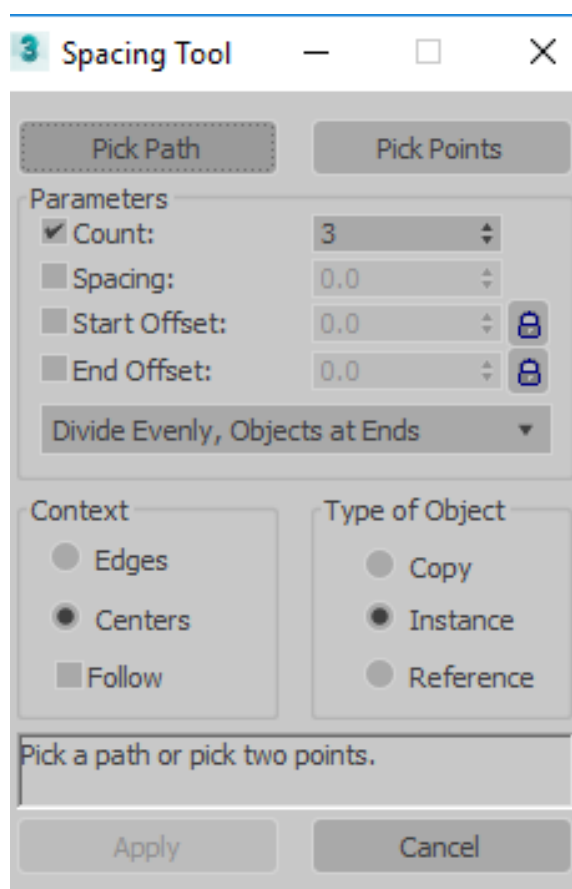 3 Spacing Tool
Pick Path Pick Points
Parameters
Count: 3
Spacing: 0.0
Start Offset: 0.0
End Offset: 0.0
Divide Evenly, Objects at Ends
Context Type of Object
Edges Copy
Centers Instance
Follow Reference
Pick a path or pick two points.
Apply Cancel